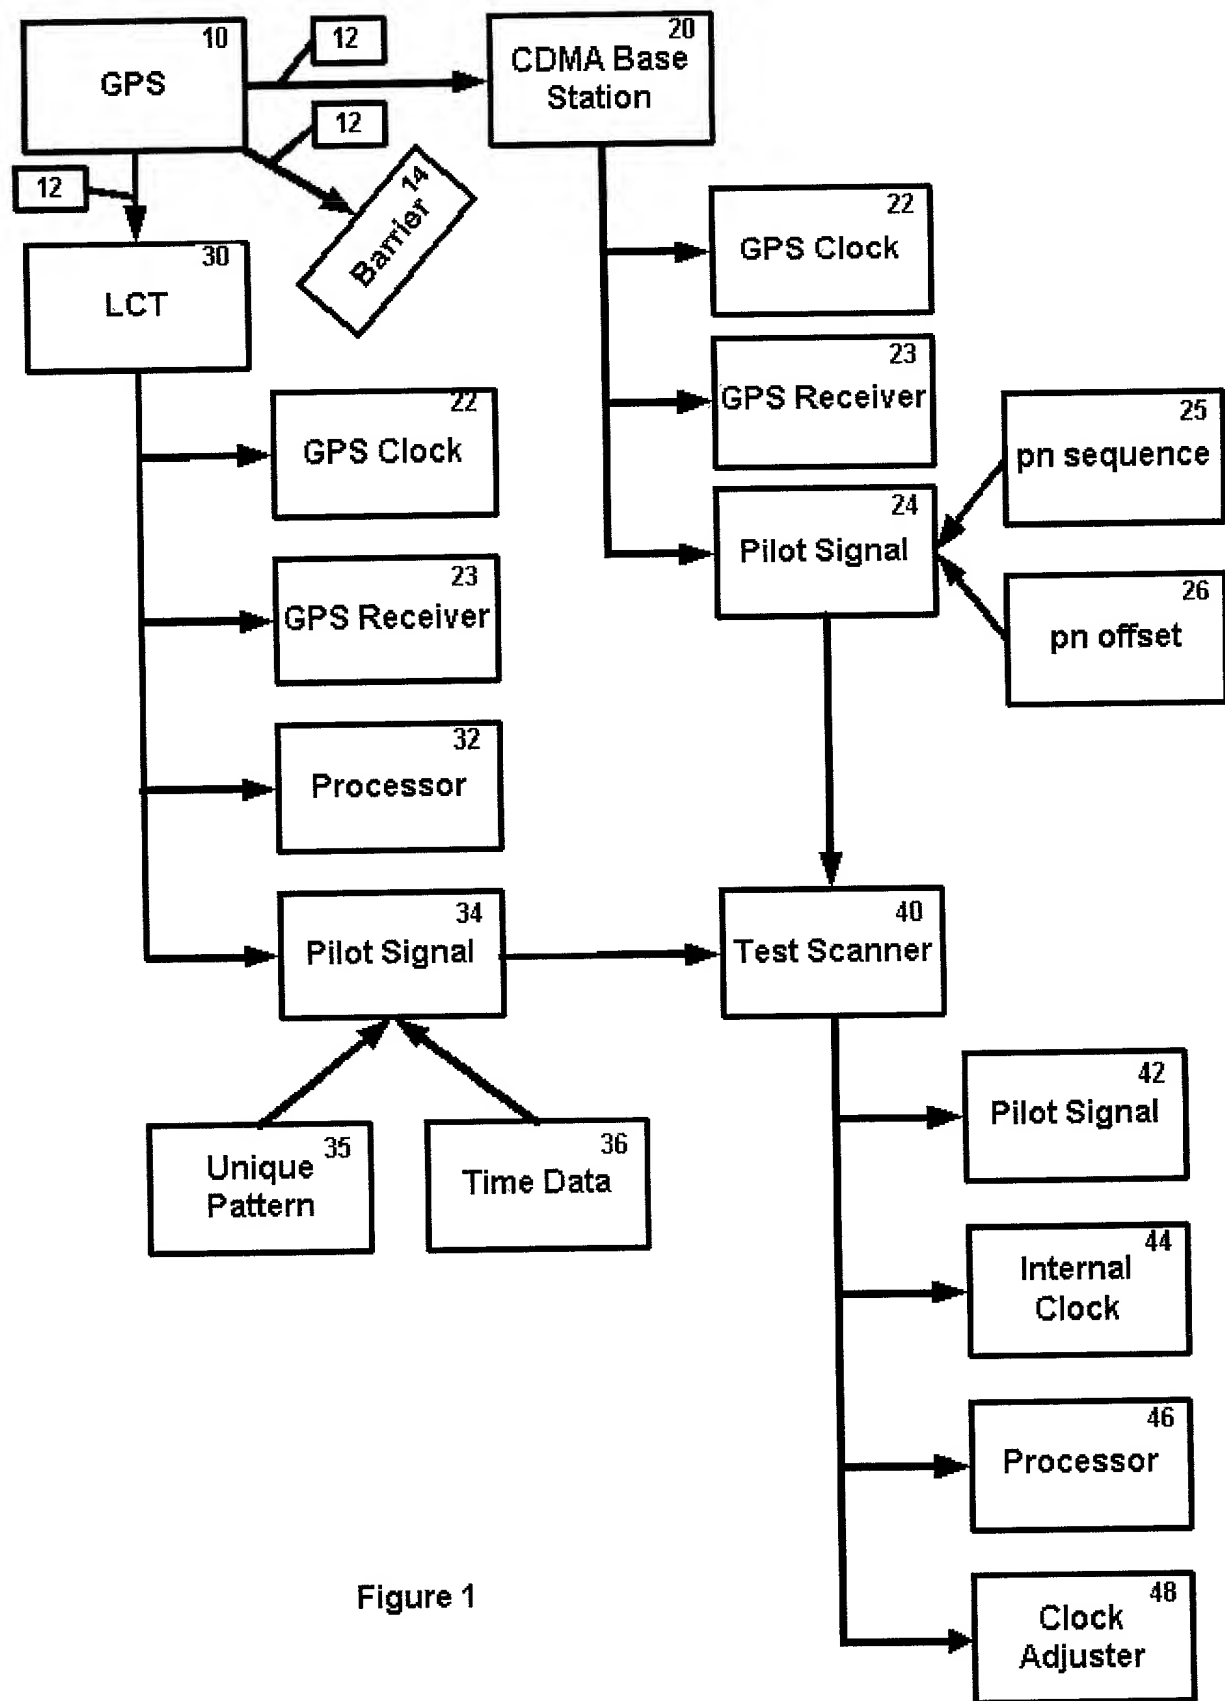 10
GPS
12
20
CDMA Base
Station
12
12
14
Barrier
22
GPS Clock
30
LCT
23
GPS Receiver
22
GPS Clock
25
pn sequence
24
Pilot Signal
23
GPS Receiver
26
pn offset
32
Processor
34
Pilot Signal
40
Test Scanner
35
Unique
Pattern
36
Time Data
42
Pilot Signal
44
Internal
Clock
46
Processor
48
Clock
Adjuster
Figure 1